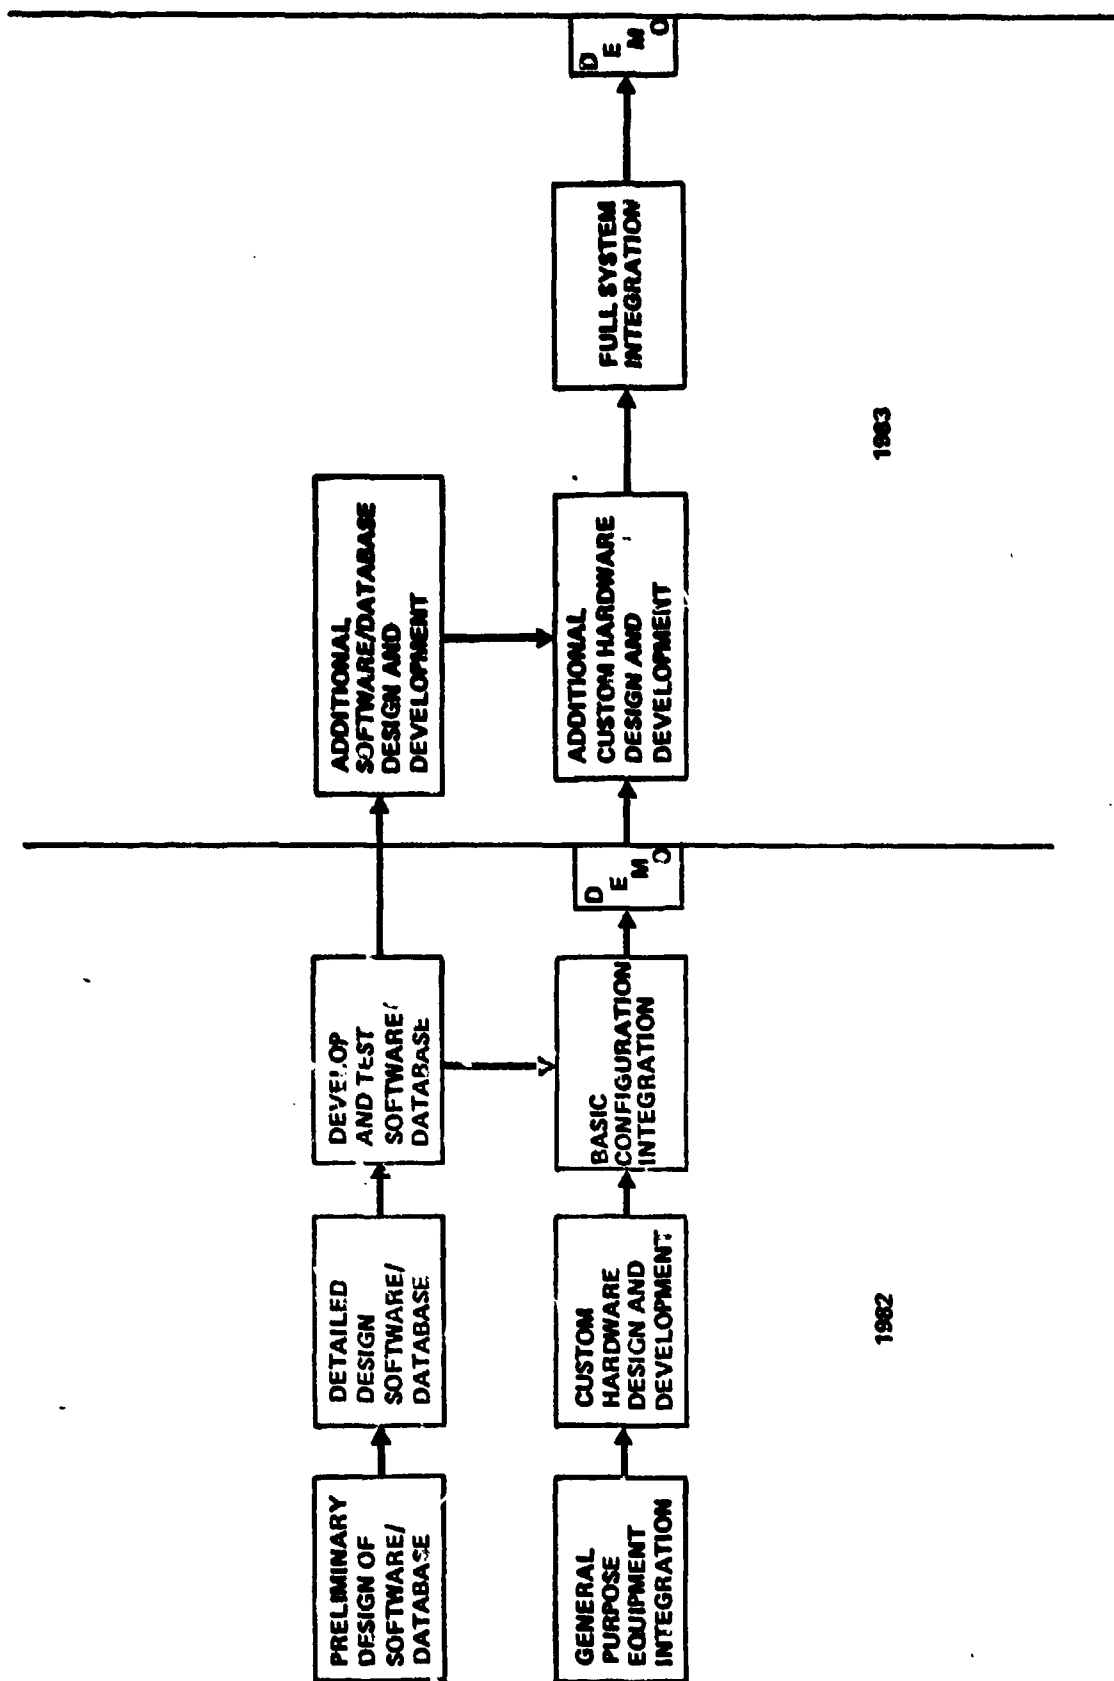 PRELIMINARY
DESIGN OF
SOFTWARE/
DATABASE
DETAILED
DESIGN
SOFTWARE/
DATABASE
DEVELOP
AND TEST
SOFTWARE/
DATABASE
ADDITIONAL
SOFTWARE/DATABASE
DESIGN AND
DEVELOPMENT
GENERAL
PURPOSE
EQUIPMENT
INTEGRATION
CUSTOM
HARDWARE
DESIGN AND
DEVELOPMENT
BASIC
CONFIGURATION
INTEGRATION
DEMO
ADDITIONAL
CUSTOM HARDWARE
DESIGN AND
DEVELOPMENT
FULL SYSTEM
INTEGRATION
DEMO
1982
1983